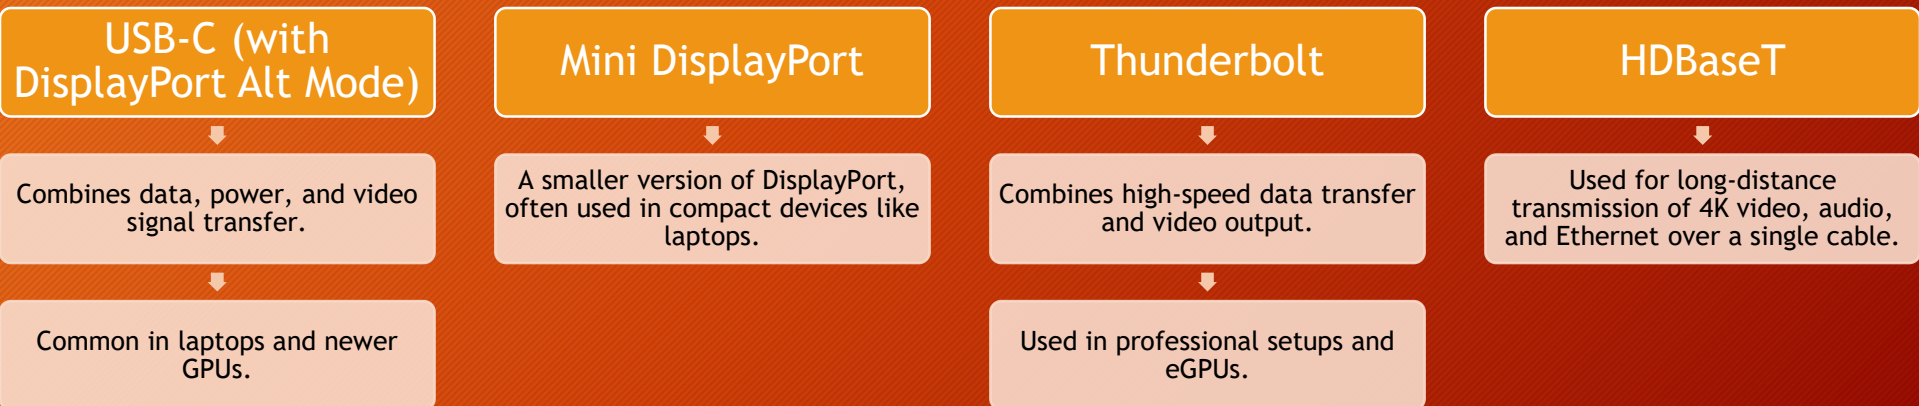 USB-C (with
DisplayPort Alt Mode)
Combines data, power, and video
signal transfer.
Common in laptops and newer
GPUs.
Mini DisplayPort
A smaller version of DisplayPort,
often used in compact devices like
laptops.
Thunderbolt
Combines high-speed data transfer
and video output.
Used in professional setups and
eGPUs.
HDBaseT
Used for long-distance
transmission of 4K video, audio,
and Ethernet over a single cable.